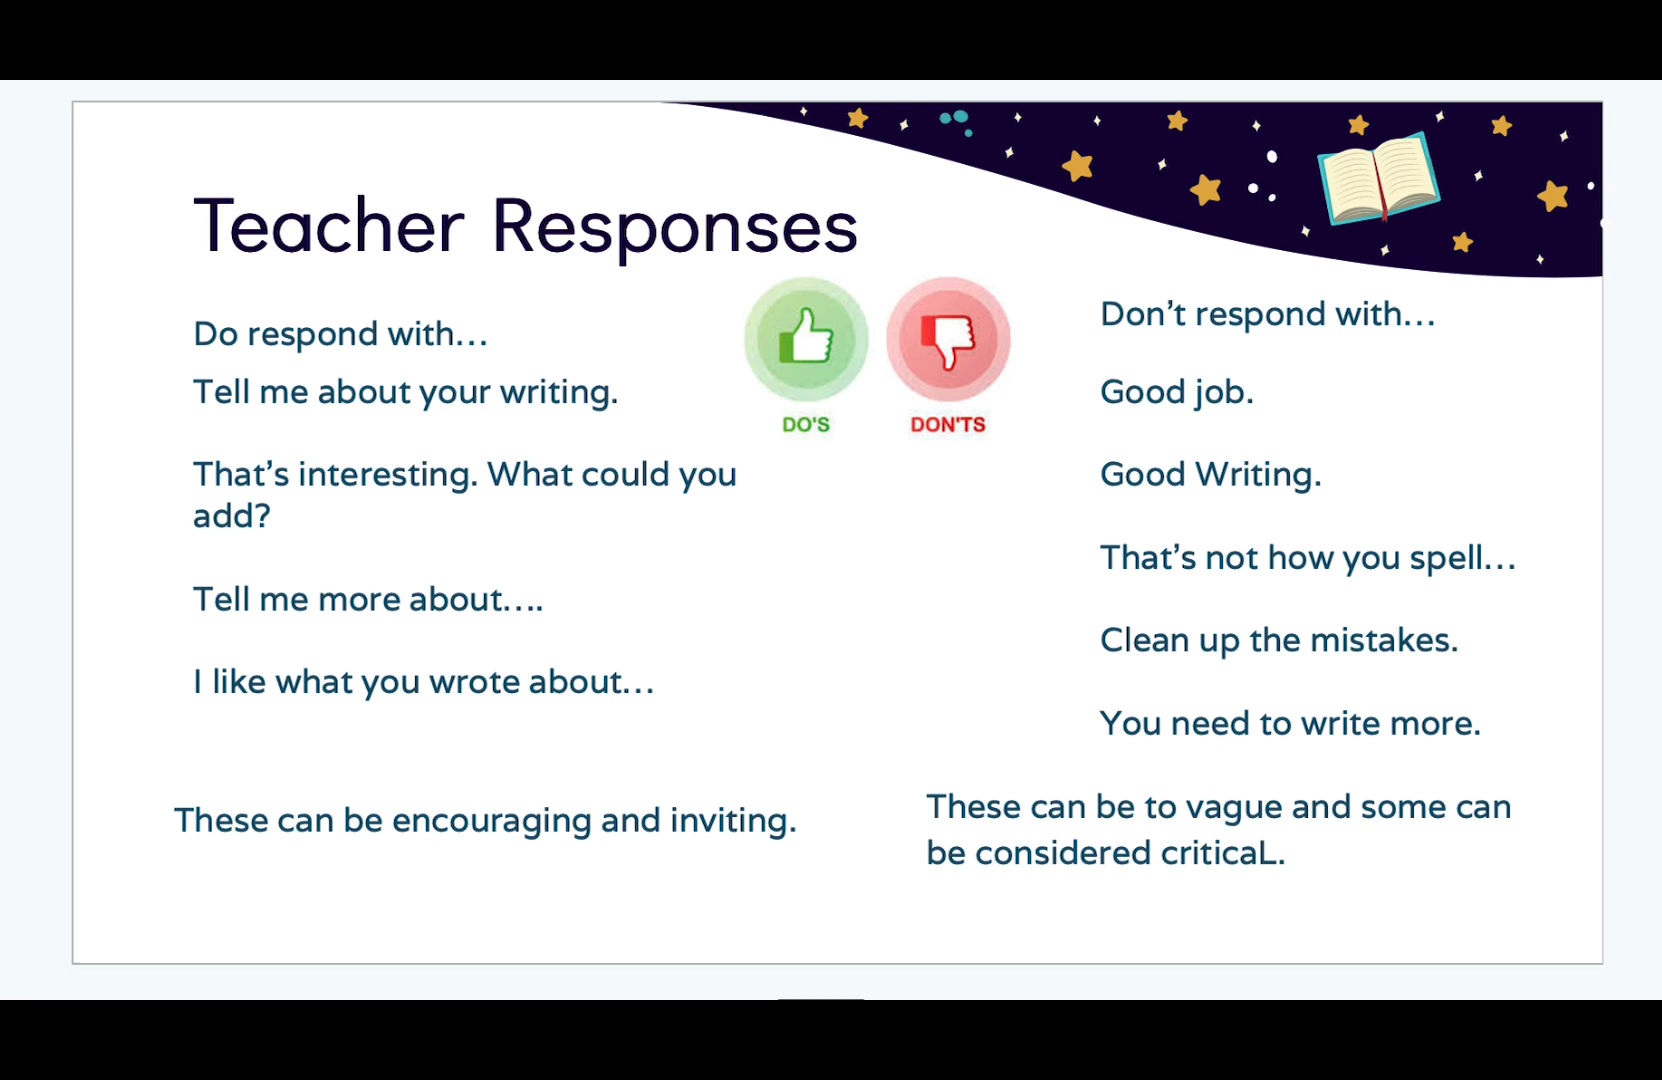 Teacher Responses
Do respond with...
Tell me about your writing.
That's interesting. What could you
add?
Tell me more about....
I like what you wrote about...
These can be encouraging and inviting.
DO'S
DON'TS
Don't respond with...
Good job.
Good Writing.
That's not how you spell...
Clean up the mistakes.
You need to write more.
These can be to vague and some can
be considered criticaL.